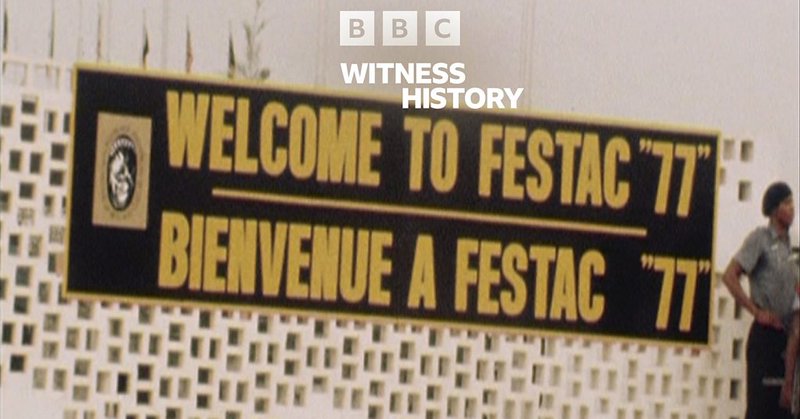 BBC
WITNESS
HISTORY
WELCOME TO FESTAC "77"
BIENVENUE A FESTAC "77"